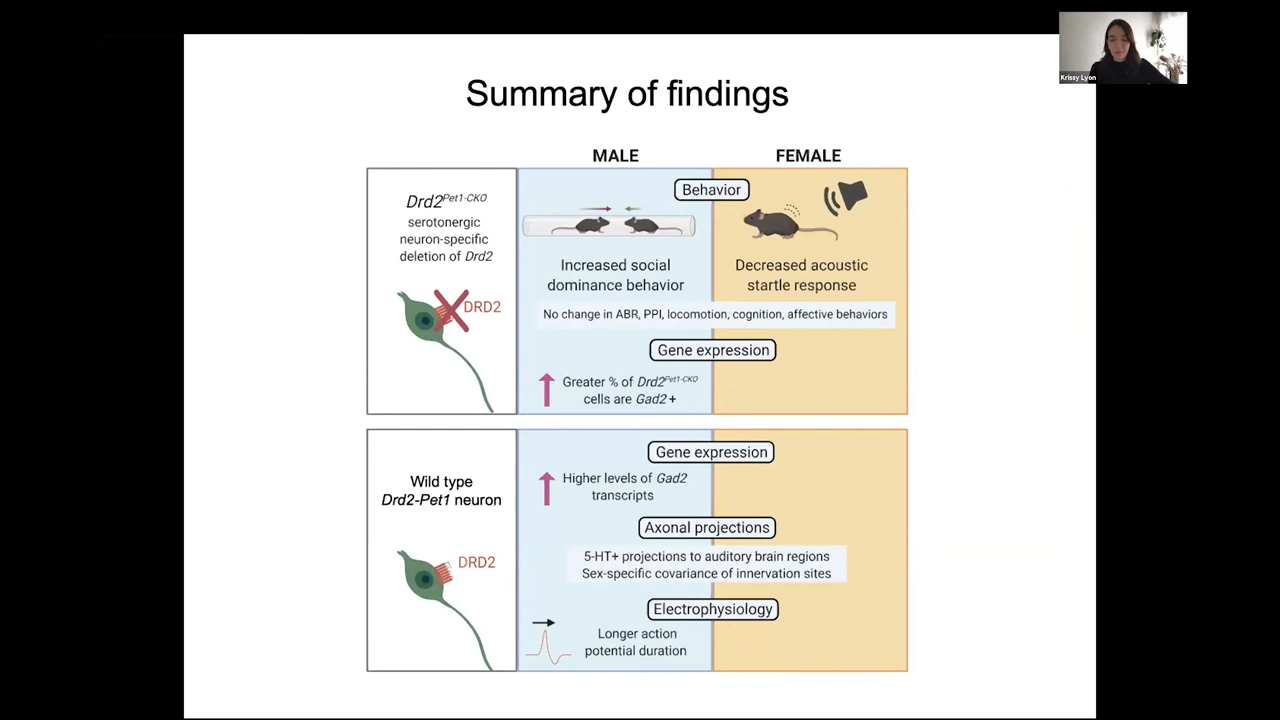 Krissy Lyon
Summary of findings
MALE
FEMALE
Drd2Pet1-CKO
serotonergic
neuron-specific
deletion of Drd2
DRD2
Behavior
Increased social
dominance behavior
Decreased acoustic
startle response
No change in ABR, PPI, locomotion, cognition, affective behaviors
Gene expression
Greater % of Drd2Pet1-CKO
cells are Gad2 +
Wild type
Drd2-Pet1 neuron
DRD2
Gene expression
Higher levels of Gad2
transcripts
Axonal projections
5-HT+ projections to auditory brain regions
Sex-specific covariance of innervation sites
Electrophysiology
Longer action
potential duration